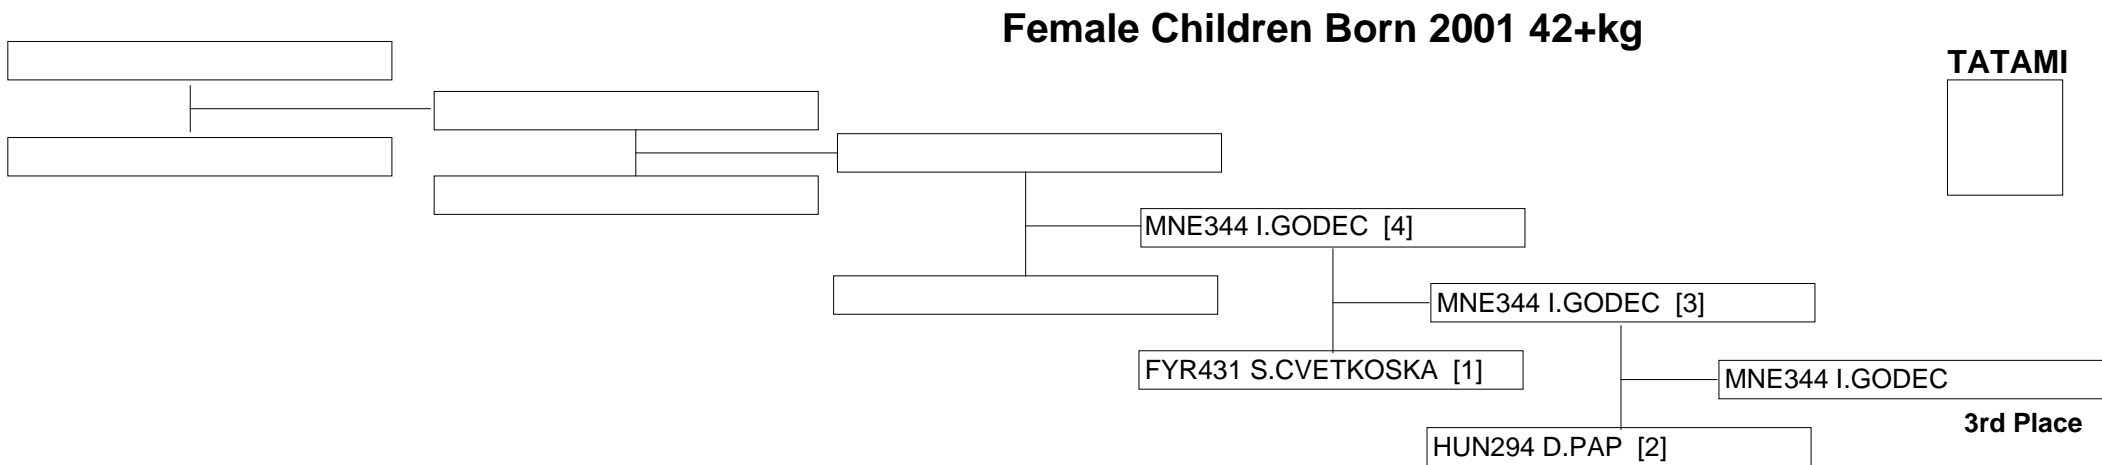 Female Children Born 2001 42+kg
TATAMI
MNE344 I.GODEC [4]
MNE344 I.GODEC [3]
FYR431 S.CVETKOSKA [1]
MNE344 I.GODEC
3rd Place
HUN294 D.PAP [2]